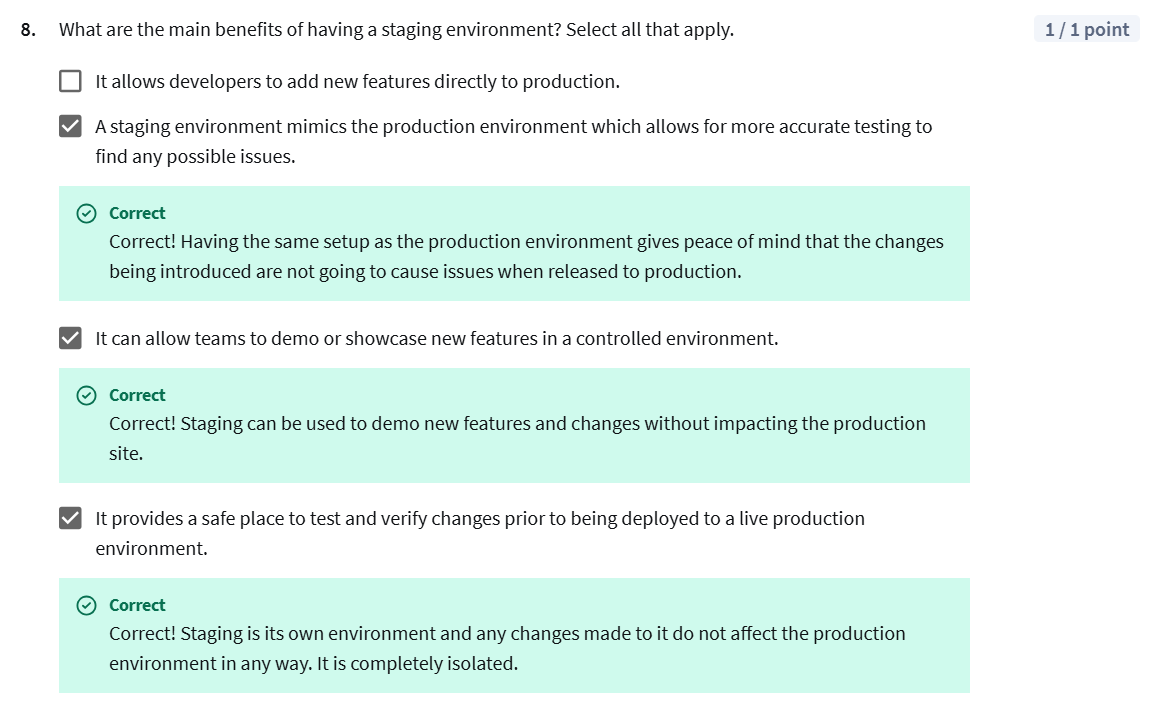 8. What are the main benefits of having a staging environment? Select all that apply.
1 / 1 point
It allows developers to add new features directly to production.
A staging environment mimics the production environment which allows for more accurate testing to
find any possible issues.
Correct
Correct! Having the same setup as the production environment gives peace of mind that the changes
being introduced are not going to cause issues when released to production.
It can allow teams to demo or showcase new features in a controlled environment.
Correct
Correct! Staging can be used to demo new features and changes without impacting the production
site.
It provides a safe place to test and verify changes prior to being deployed to a live production
environment.
Correct
Correct! Staging is its own environment and any changes made to it do not affect the production
environment in any way. It is completely isolated.